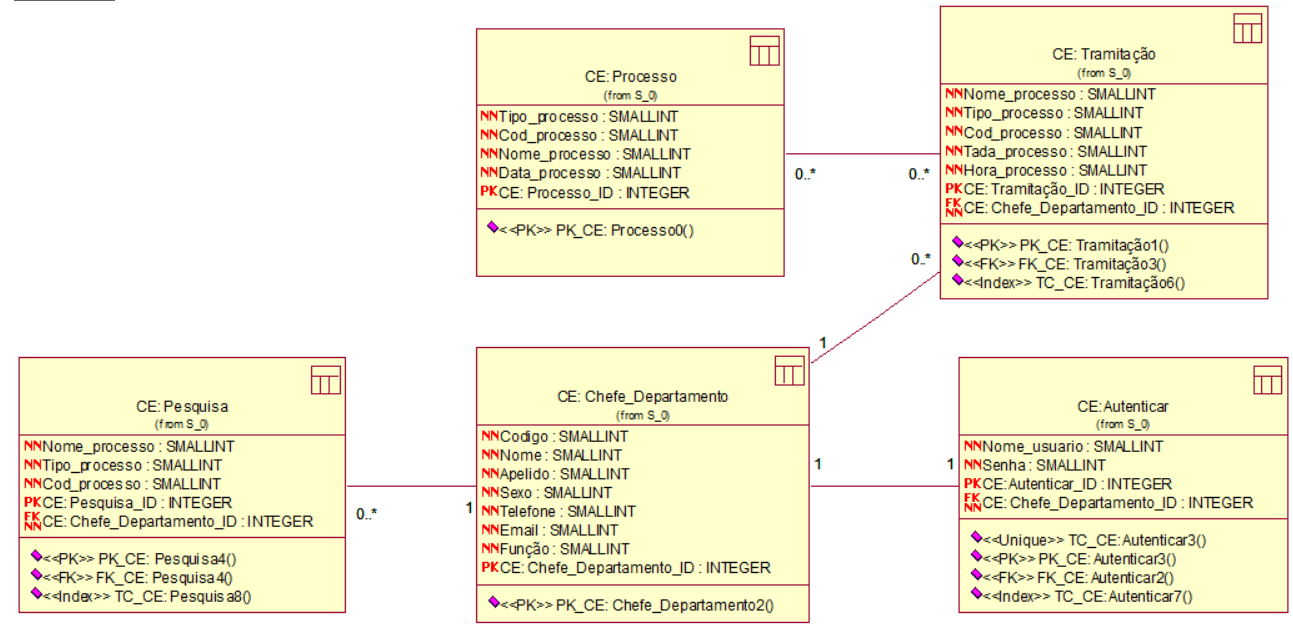 CE: Processo
(from S_0)
NNTipo_processo : SMALLINT
NNCod_processo : SMALLINT
NNNome_processo : SMALLINT
NNData_processo : SMALLINT
PKCE: Processo_ID : INTEGER
<<PK>> PK_CE: Processo0()
0..*
0..*
CE: Tramitação
(from S_0)
NNNome_processo : SMALLINT
NNTipo_processo : SMALLINT
NNCod_processo : SMALLINT
NNTada_processo : SMALLINT
NNHora_processo : SMALLINT
PKCE: Tramitação_ID : INTEGER
FK NN CE: Chefe_Departamento_ID : INTEGER
<<PK>> PK_CE: Tramitação1()
<<FK>> FK_CE: Tramitação3()
<<Index>> TC_CE: Tramitação6()
0..*
1
CE: Pesquisa
(from S_0)
NNNome_processo : SMALLINT
NNTipo_processo : SMALLINT
NNCod_processo : SMALLINT
PKCE: Pesquisa_ID : INTEGER
FK NN CE: Chefe_Departamento_ID : INTEGER
<<PK>> PK_CE: Pesquisa4()
<<FK>> FK_CE: Pesquisa4()
<<Index>> TC_CE: Pesquisa8()
0..*
1
CE: Chefe_Departamento
(from S_0)
NNCodigo : SMALLINT
NNNome : SMALLINT
NNApelido : SMALLINT
NNSexo : SMALLINT
NNTelefone : SMALLINT
NNEmail : SMALLINT
NNFunção : SMALLINT
PKCE: Chefe_Departamento_ID : INTEGER
<<PK>> PK_CE: Chefe_Departamento2()
1
1
CE: Autenticar
(from S_0)
NNNome_usuario : SMALLINT
NNSenha : SMALLINT
PKCE: Autenticar_ID : INTEGER
FK NN CE: Chefe_Departamento_ID : INTEGER
<<Unique>> TC_CE: Autenticar3()
<<PK>> PK_CE: Autenticar3()
<<FK>> FK_CE: Autenticar2()
<<Index>> TC_CE: Autenticar7()